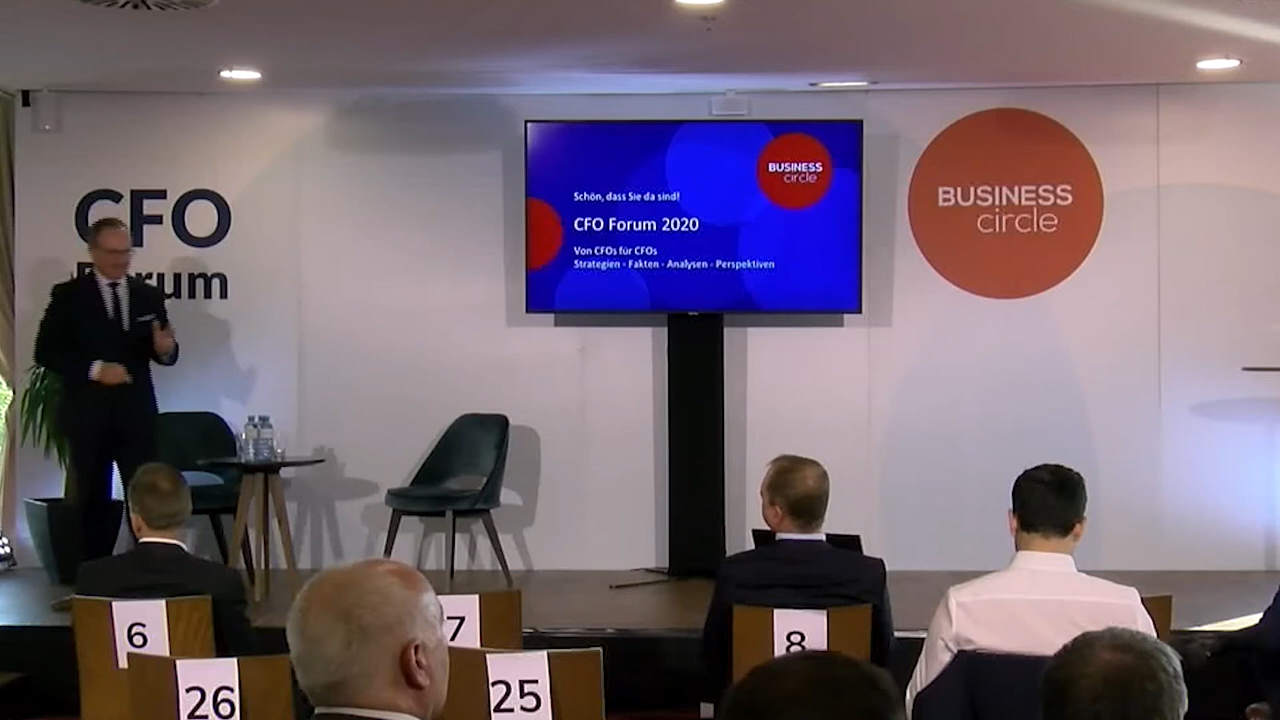 CFO
Forum
Schön, dass Sie da sind!
CFO Forum 2020
Von CFOs für CFOs
Strategien - Fakten - Analysen - Perspektiven
BUSINESS
circle
BUSINESS
circle
6
7
8
26
25